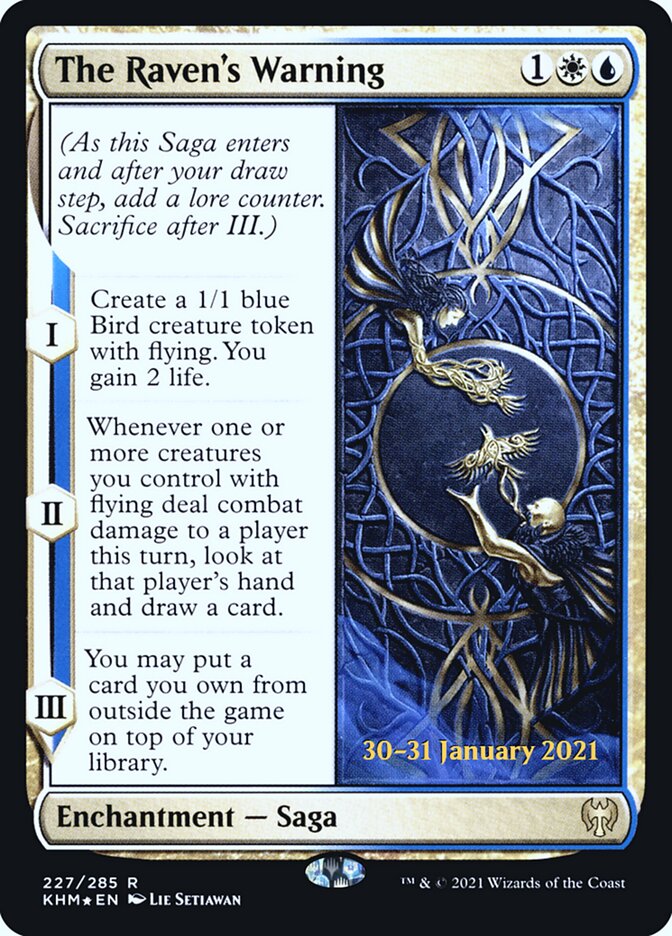 The Raven's Warning
1
(As this Saga enters
and after your draw
step, add a lore counter.
Sacrifice after III.)
I
Create a 1/1 blue
Bird creature token
with flying. You
gain 2 life.
II
Whenever one or
more creatures
you control with
flying deal combat
damage to a player
this turn, look at
that player's hand
and draw a card.
III
You may put a
card you own from
outside the game
on top of your
library.
30–31 January 2021
Enchantment — Saga
227/285 R
KHM★EN Lie Setiawan
™ & © 2021 Wizards of the Coast